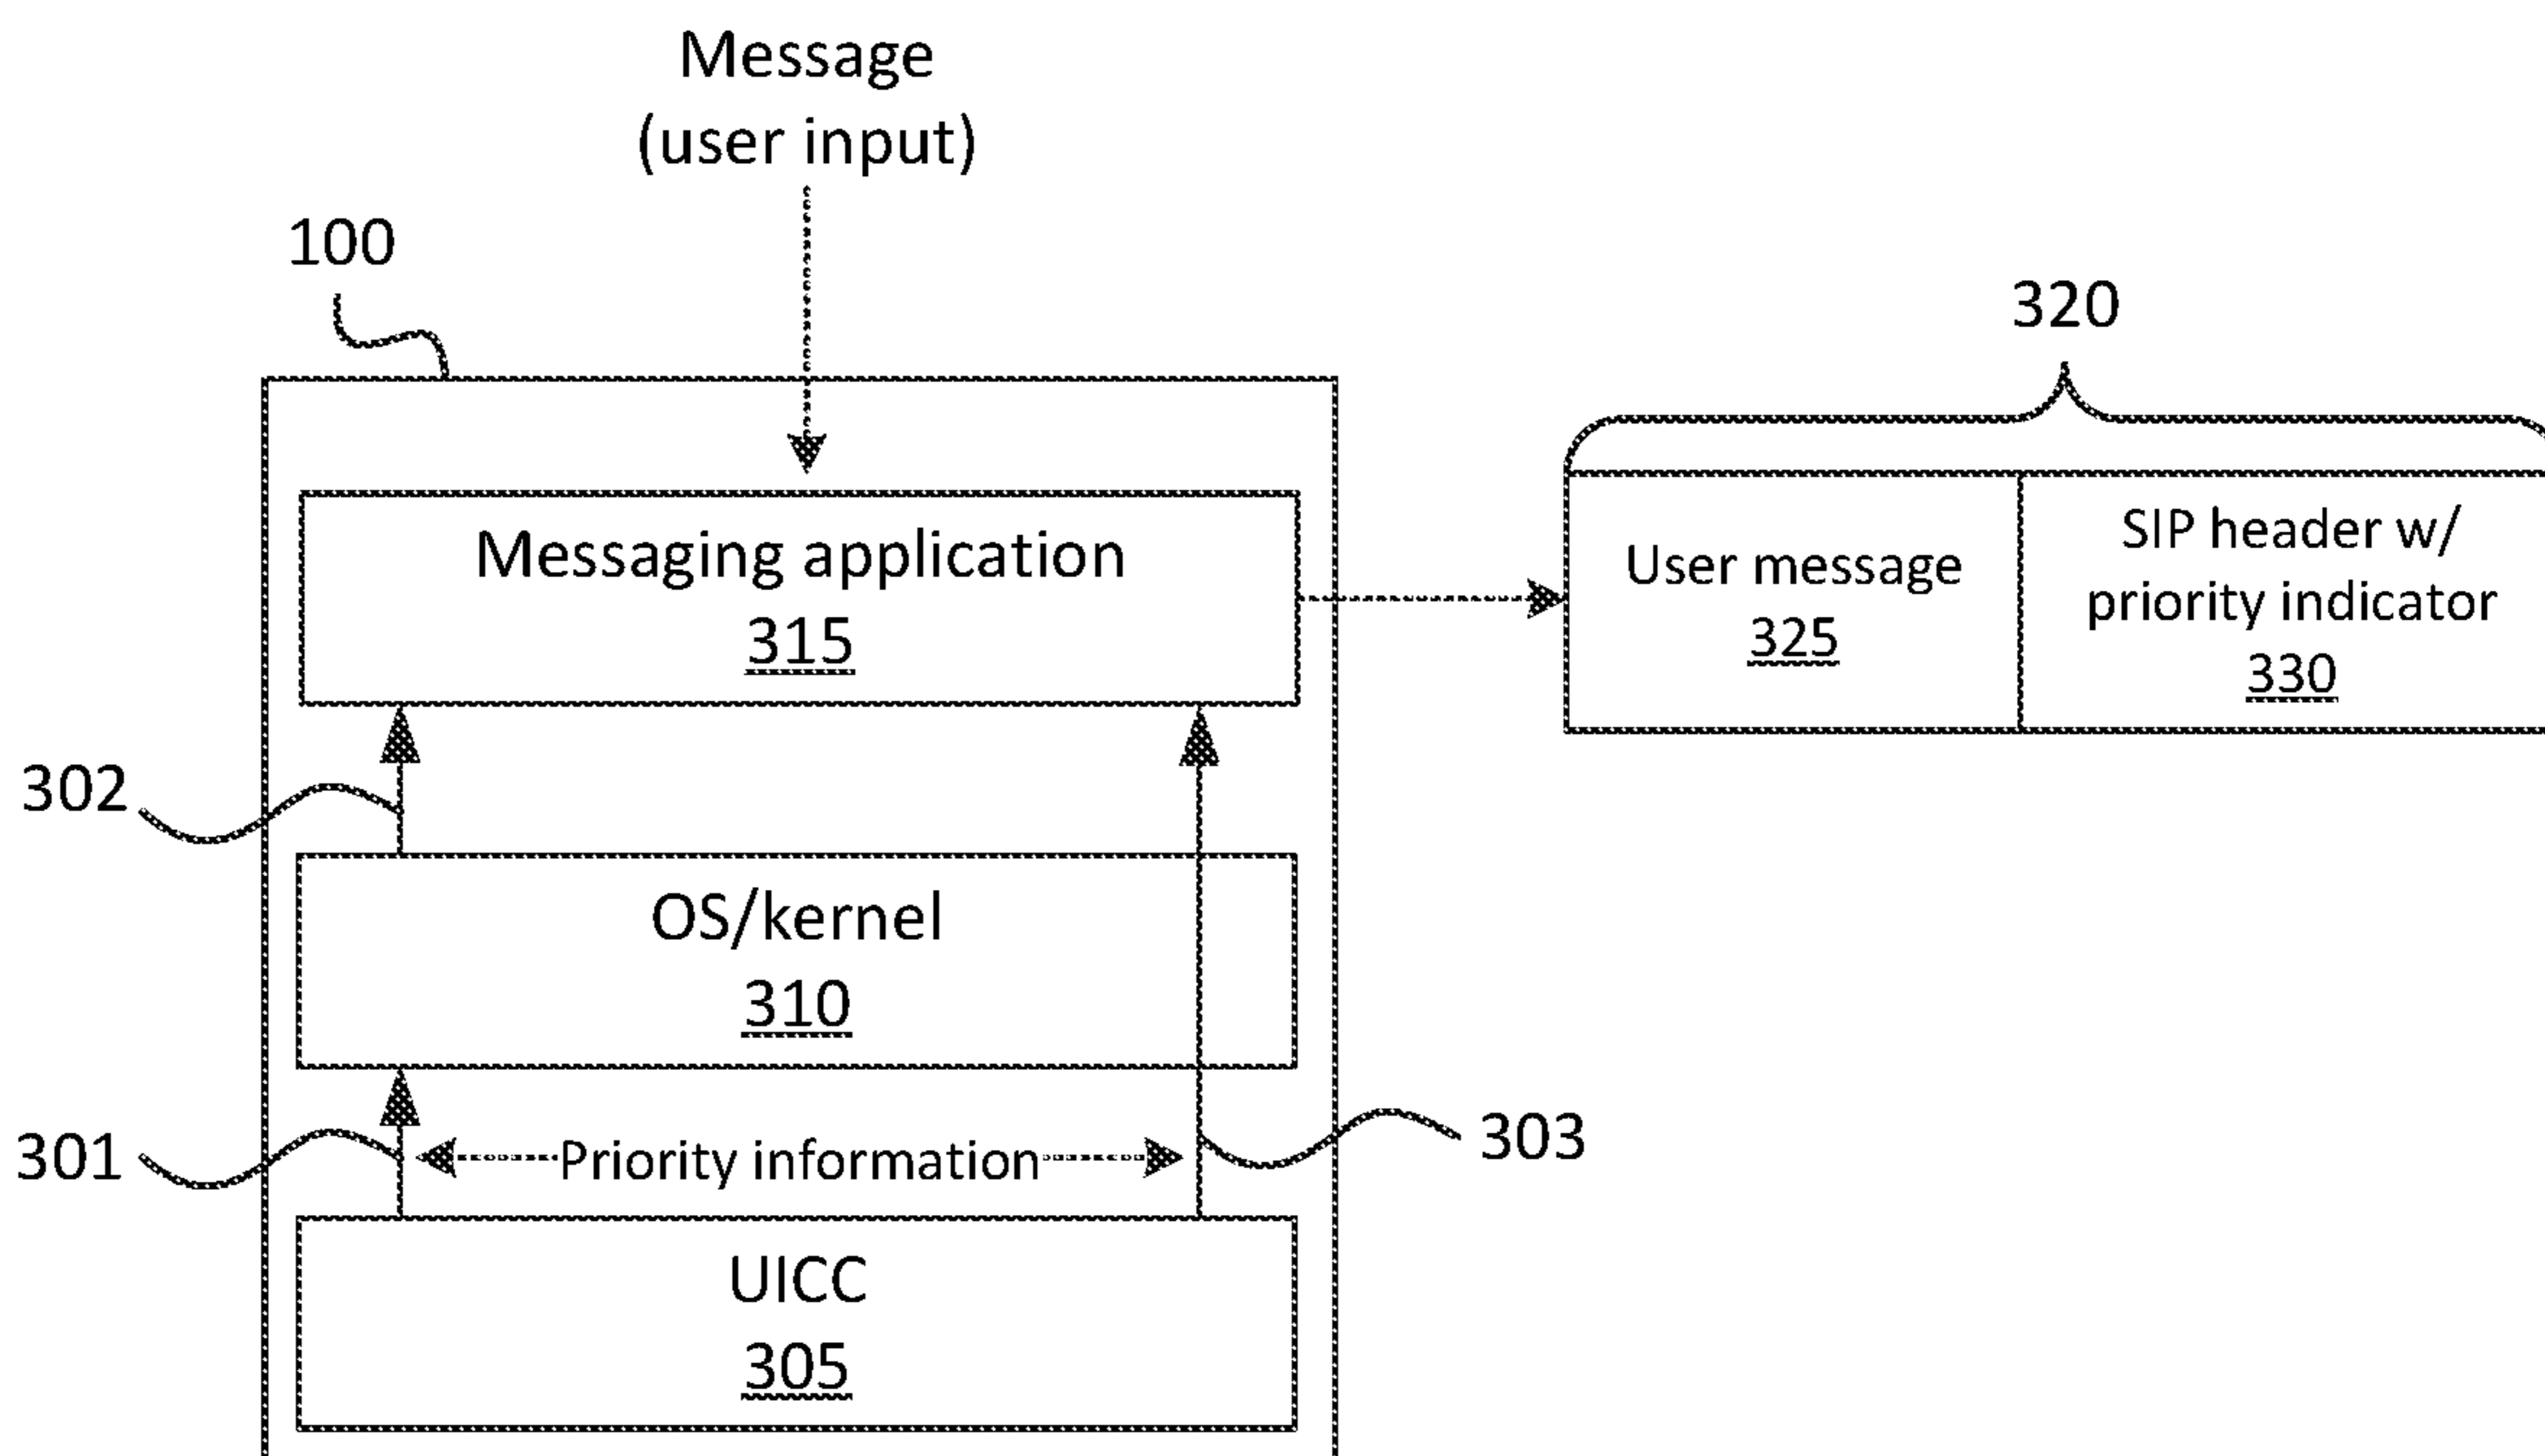 Message
(user input)
100
320
Messaging application
315
User message
325
SIP header w/
priority indicator
330
302
OS/kernel
310
301
Priority information
303
UICC
305